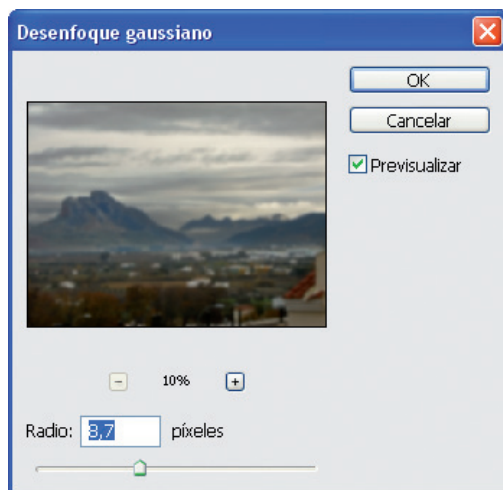 Desenfoque gaussiano
OK
Cancelar
Previsualizar
10%
Radio: 3,7 píxeles